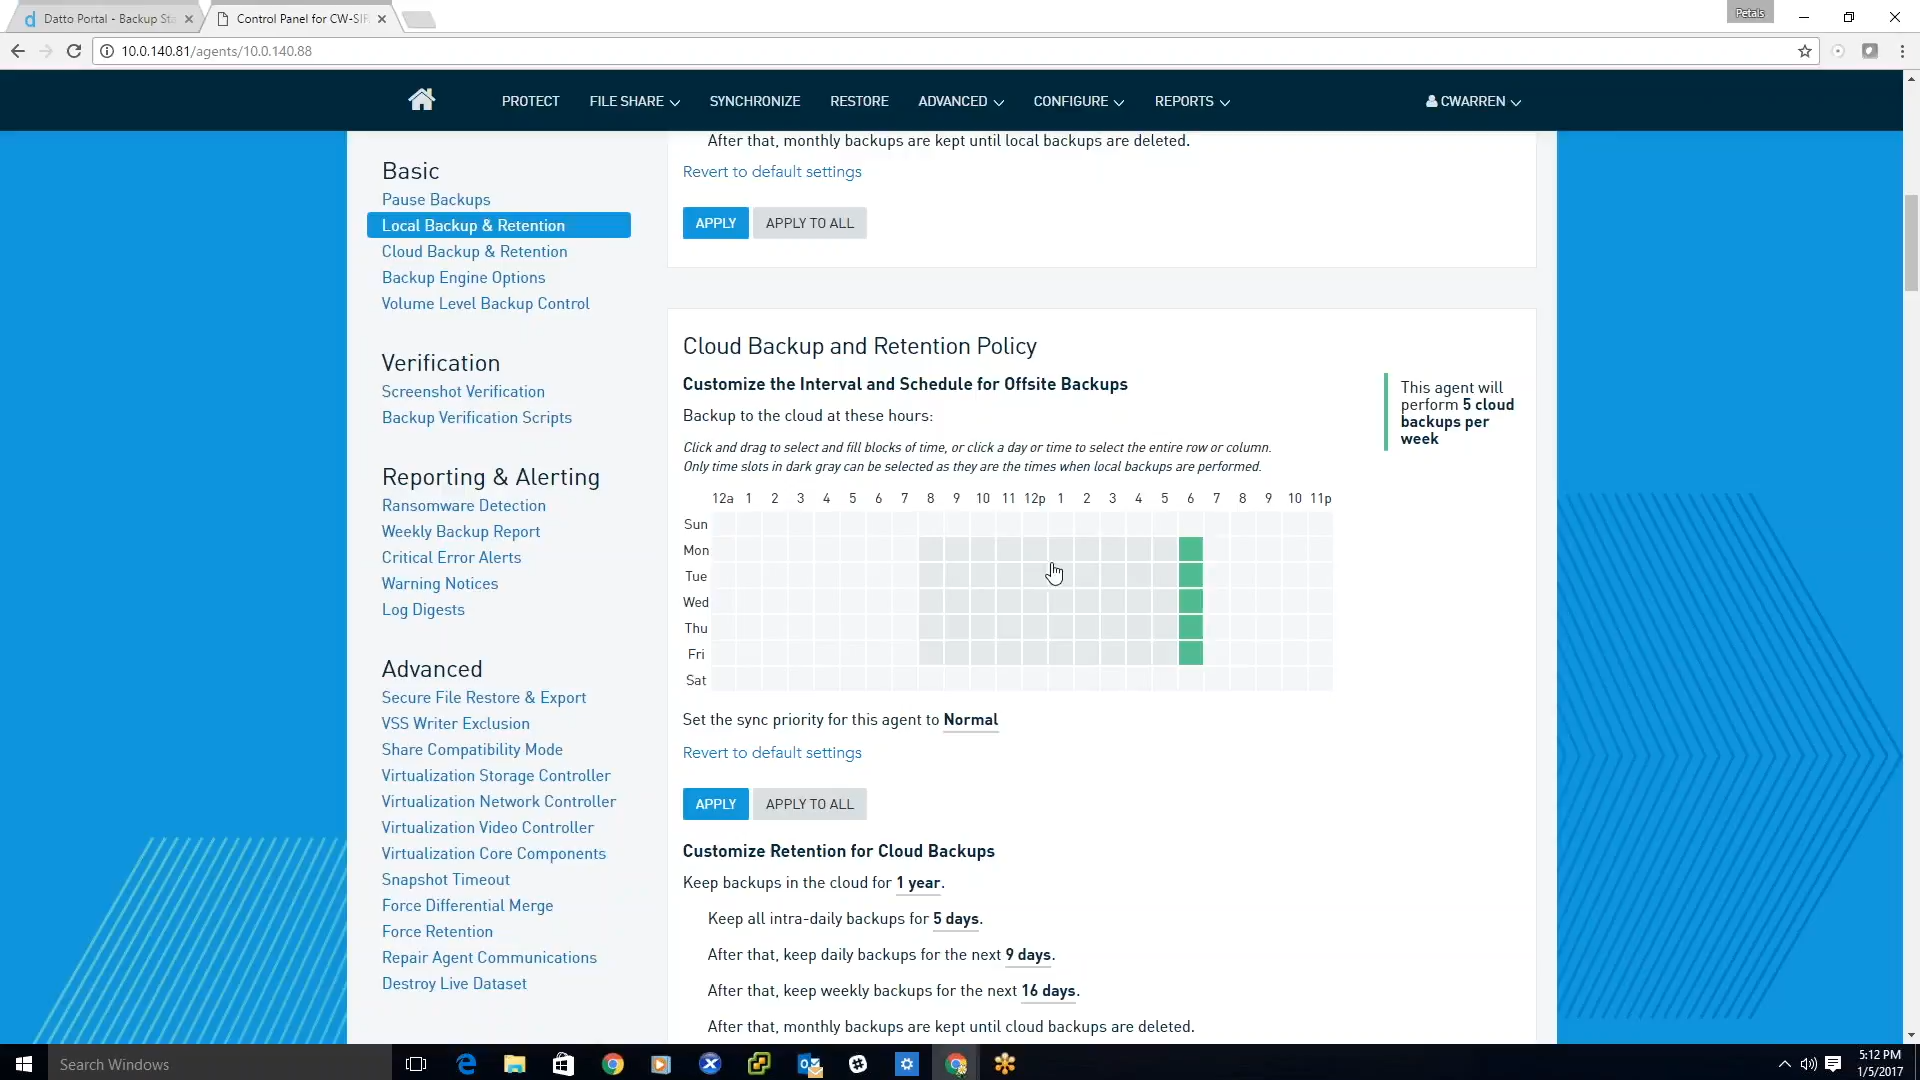 Datto Portal - Backup Sta
Control Panel for CW-SIR
Petals
10.0.140.81/agents/10.0.140.88
PROTECT
FILE SHARE
SYNCHRONIZE
RESTORE
ADVANCED
CONFIGURE
REPORTS
CWARREN
Basic
Pause Backups
Local Backup & Retention
Cloud Backup & Retention
Backup Engine Options
Volume Level Backup Control
Verification
Screenshot Verification
Backup Verification Scripts
Reporting & Alerting
Ransomware Detection
Weekly Backup Report
Critical Error Alerts
Warning Notices
Log Digests
Advanced
Secure File Restore & Export
VSS Writer Exclusion
Share Compatibility Mode
Virtualization Storage Controller
Virtualization Network Controller
Virtualization Video Controller
Virtualization Core Components
Snapshot Timeout
Force Differential Merge
Force Retention
Repair Agent Communications
Destroy Live Dataset
After that, monthly backups are kept until local backups are deleted.
Revert to default settings
APPLY
APPLY TO ALL
Cloud Backup and Retention Policy
Customize the Interval and Schedule for Offsite Backups
Backup to the cloud at these hours:
Click and drag to select and fill blocks of time, or click a day or time to select the entire row or column.
Only time slots in dark gray can be selected as they are the times when local backups are performed.
12a 1 2 3 4 5 6 7 8 9 10 11 12p 1 2 3 4 5 6 7 8 9 10 11p
Sun
Mon
Tue
Wed
Thu
Fri
Sat
This agent will
perform 5 cloud
backups per
week
Set the sync priority for this agent to Normal
Revert to default settings
APPLY
APPLY TO ALL
Customize Retention for Cloud Backups
Keep backups in the cloud for 1 year.
Keep all intra-daily backups for 5 days.
After that, keep daily backups for the next 9 days.
After that, keep weekly backups for the next 16 days.
After that, monthly backups are kept until cloud backups are deleted.
Search Windows
5:12 PM
1/5/2017